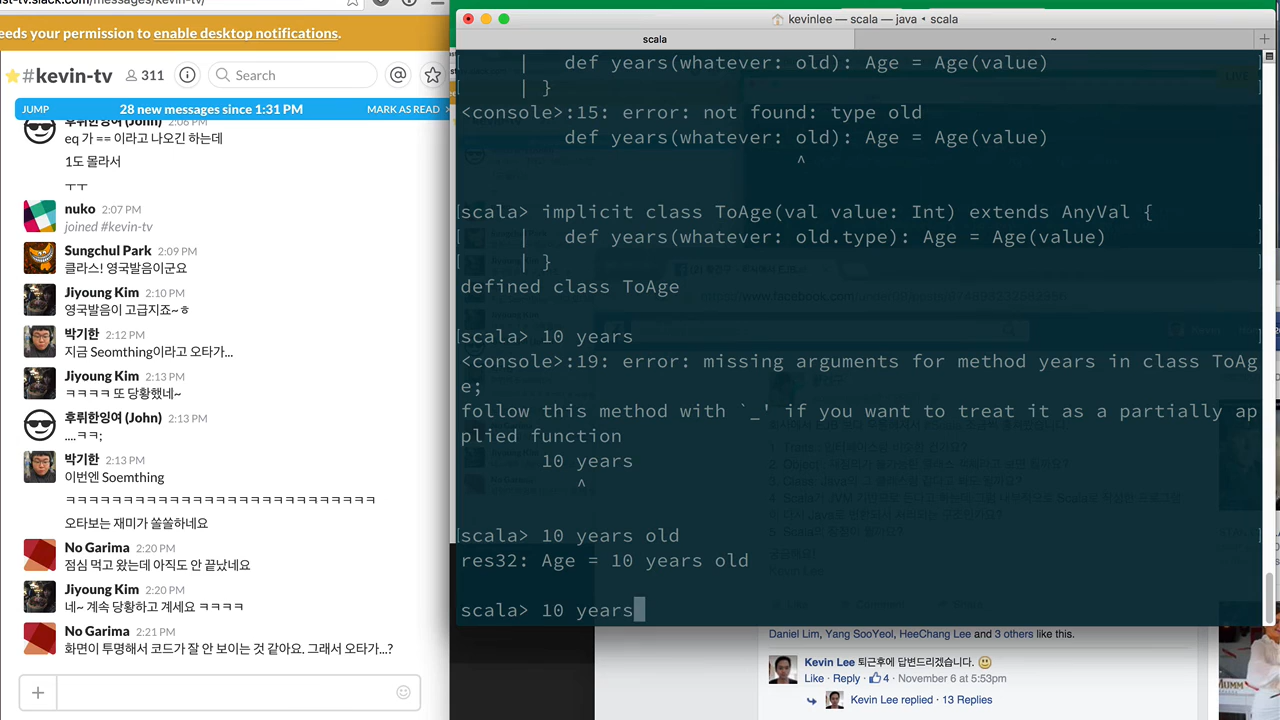 st-tv.slack.com/messages/kevin-tv/
eeds your permission to enable desktop notifications.
#kevin-tv
311
Search
JUMP
28 new messages since 1:31 PM
MARK AS READ
후뤼한잉여 (John) 2:06 PM
eq 가 == 이라고 나오긴 하는데
1도 몰라서
ㅜㅜ
nuko 2:07 PM
joined #kevin-tv
Sungchul Park 2:09 PM
클라스! 영국발음이군요
Jiyoung Kim 2:10 PM
영국발음이 고급지죠~ㅎ
박기한 2:12 PM
지금 Seomthing이라고 오타가...
Jiyoung Kim 2:13 PM
ㅋㅋㅋㅋ 또 당황했네~
후뤼한잉여 (John) 2:13 PM
....ㅋㅋ;
박기한 2:13 PM
이번엔 Soemthing
ㅋㅋㅋㅋㅋㅋㅋㅋㅋㅋㅋㅋㅋㅋㅋㅋㅋㅋㅋㅋㅋㅋㅋㅋㅋㅋㅋ
오타보는 재미가 쏠쏠하네요
No Garima 2:20 PM
점심 먹고 왔는데 아직도 안 끝났네요
Jiyoung Kim 2:20 PM
네~ 계속 당황하고 계세요 ㅋㅋㅋㅋ
No Garima 2:21 PM
화면이 투명해서 코드가 잘 안 보이는 것 같아요. 그래서 오타가...?
kevinlee — scala — java ◂ scala
scala
~
| def years(whatever: old): Age = Age(value)
| }
<console>:15: error: not found: type old
def years(whatever: old): Age = Age(value)
^
scala> implicit class ToAge(val value: Int) extends AnyVal {
| def years(whatever: old.type): Age = Age(value)
| }
defined class ToAge
scala> 10 years
<console>:19: error: missing arguments for method years in class ToAg
e;
follow this method with `_' if you want to treat it as a partially ap
plied function
10 years
^
scala> 10 years old
res32: Age = 10 years old
scala> 10 years
Daniel Lim, Yang SooYeol, HeeChang Lee and 3 others like this.
Kevin Lee 퇴근후에 답변드리겠습니다.
Like · Reply · 4 · November 6 at 5:53pm
Kevin Lee replied · 13 Replies